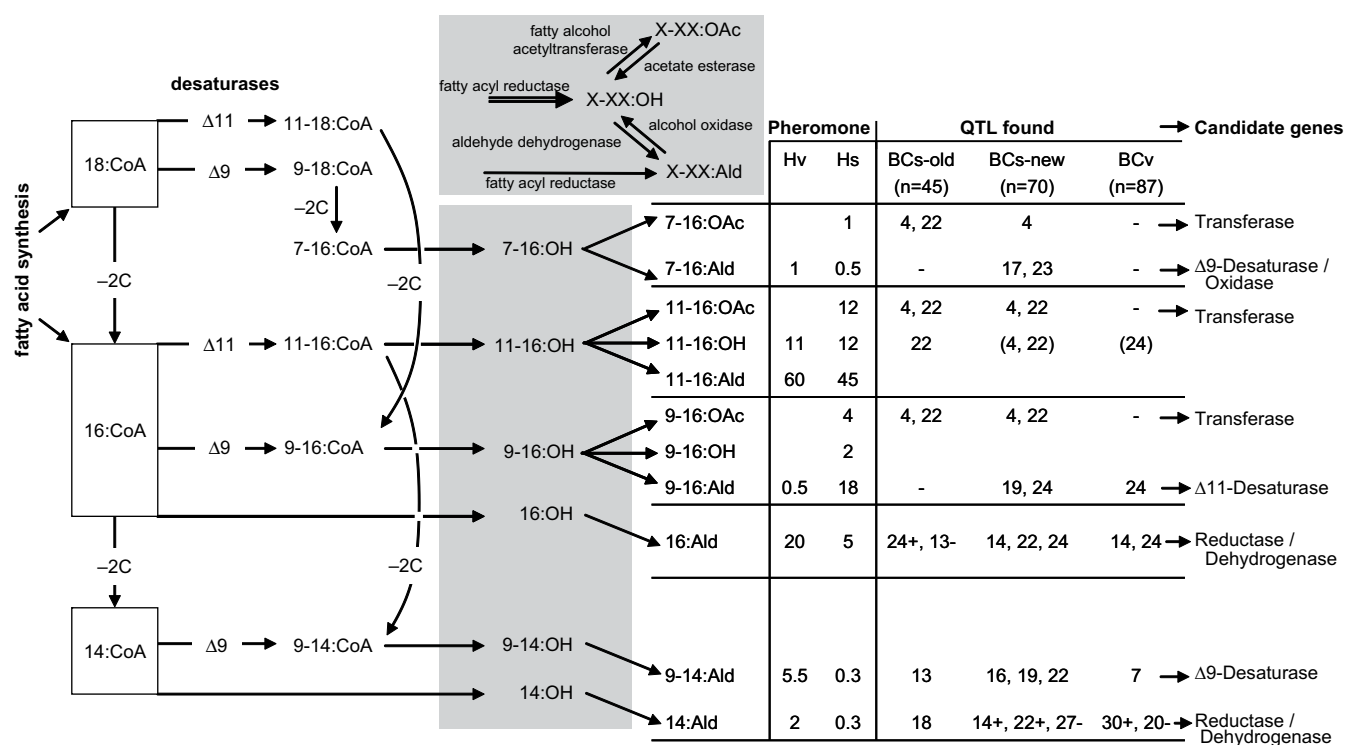 fatty alcohol X-XX:OAc
acetyltransferase
acetate esterase
desaturases
fatty acyl reductase
X-XX:OH
Δ11 11-18:CoA
alcohol oxidase
Pheromone QTL found Candidate genes
aldehyde dehydrogenase
18:CoA Δ9 9-18:CoA
Hv Hs BCs-old BCs-new BCv
X-XX:Ald
fatty acyl reductase
(n=45) (n=70) (n=87)
–2C
7-16:OAc 1 4, 22 4 - Transferase
7-16:CoA 7-16:OH
fatty acid synthesis
7-16:Ald 1 0.5 - 17, 23 - Δ9-Desaturase /
Oxidase
–2C –2C
11-16:OAc 12 4, 22 4, 22 - Transferase
Δ11 11-16:CoA 11-16:OH 11-16:OH 11 12 22 (4, 22) (24)
11-16:Ald 60 45
9-16:OAc 4 4, 22 4, 22 - Transferase
16:CoA
Δ9 9-16:CoA 9-16:OH 9-16:OH 2
9-16:Ald 0.5 18 - 19, 24 24 Δ11-Desaturase
16:OH
16:Ald 20 5 24+, 13- 14, 22, 24 14, 24 Reductase /
Dehydrogenase
–2C –2C
Δ9 9-14:CoA 9-14:OH
14:CoA
9-14:Ald 5.5 0.3 13 16, 19, 22 7 Δ9-Desaturase
14:OH
14:Ald 2 0.3 18 14+, 22+, 27- 30+, 20- Reductase /
Dehydrogenase